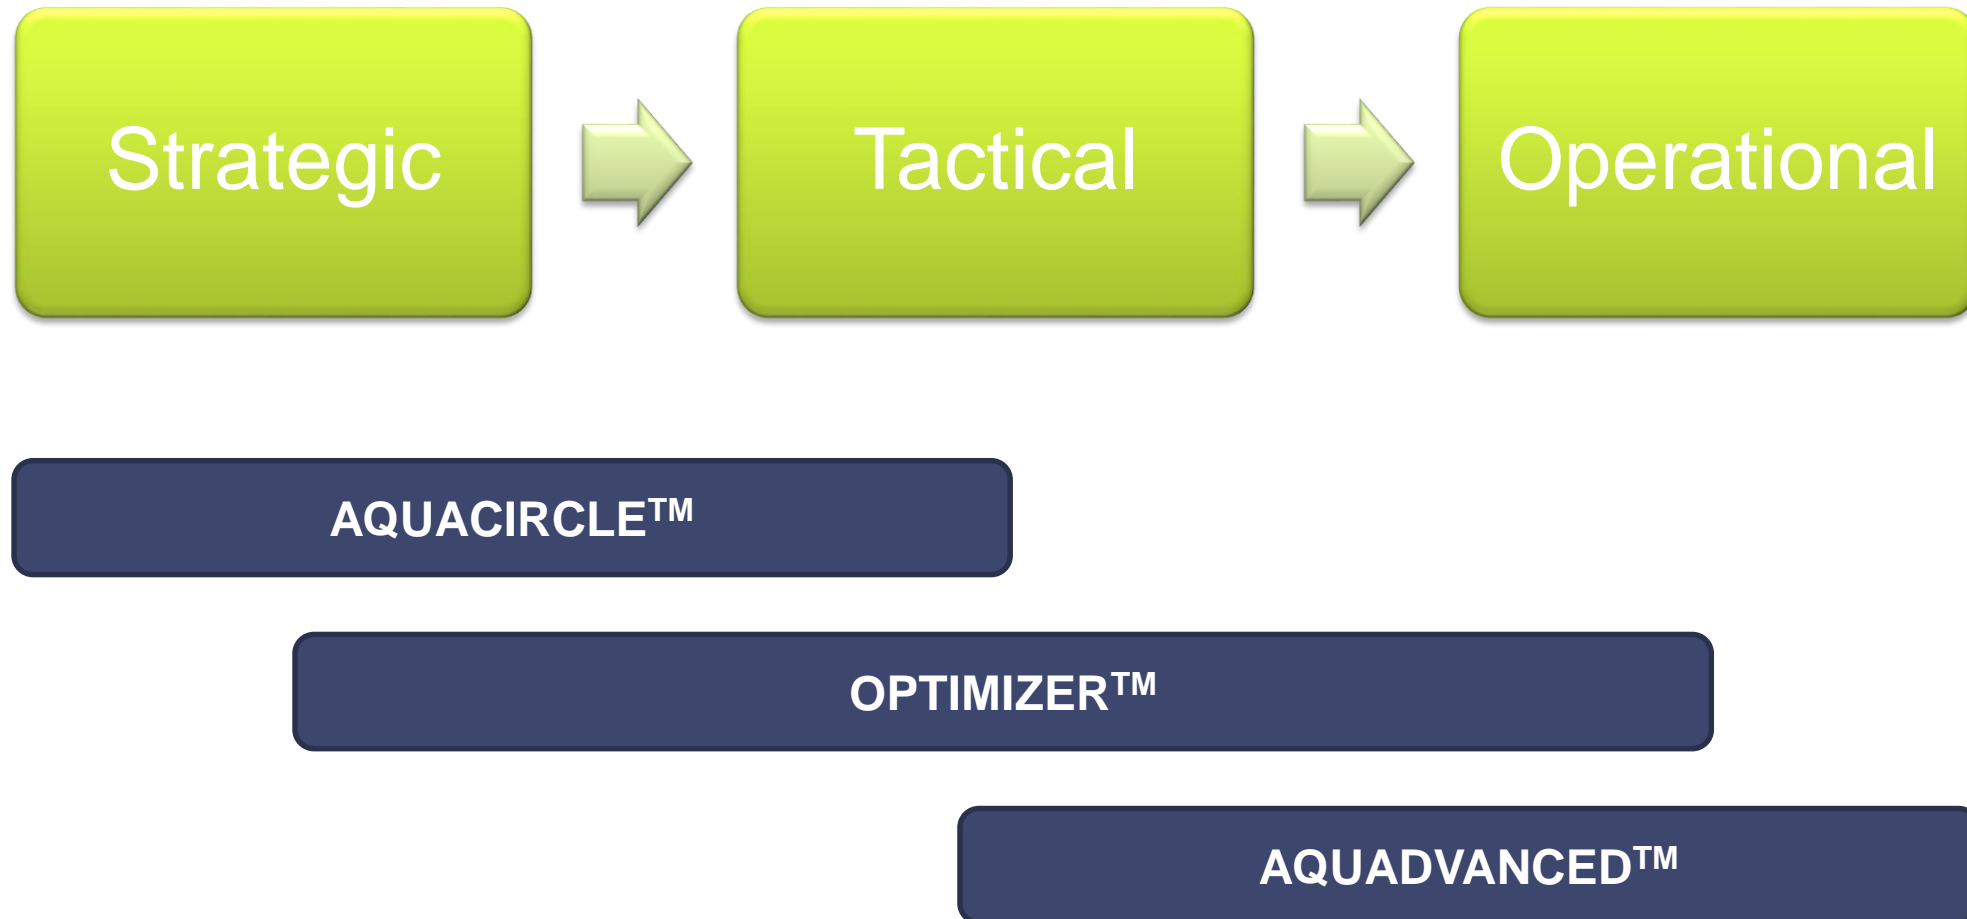 Strategic
Tactical
Operational
AQUACIRCLE™
OPTIMIZER™
AQUADVANCED™